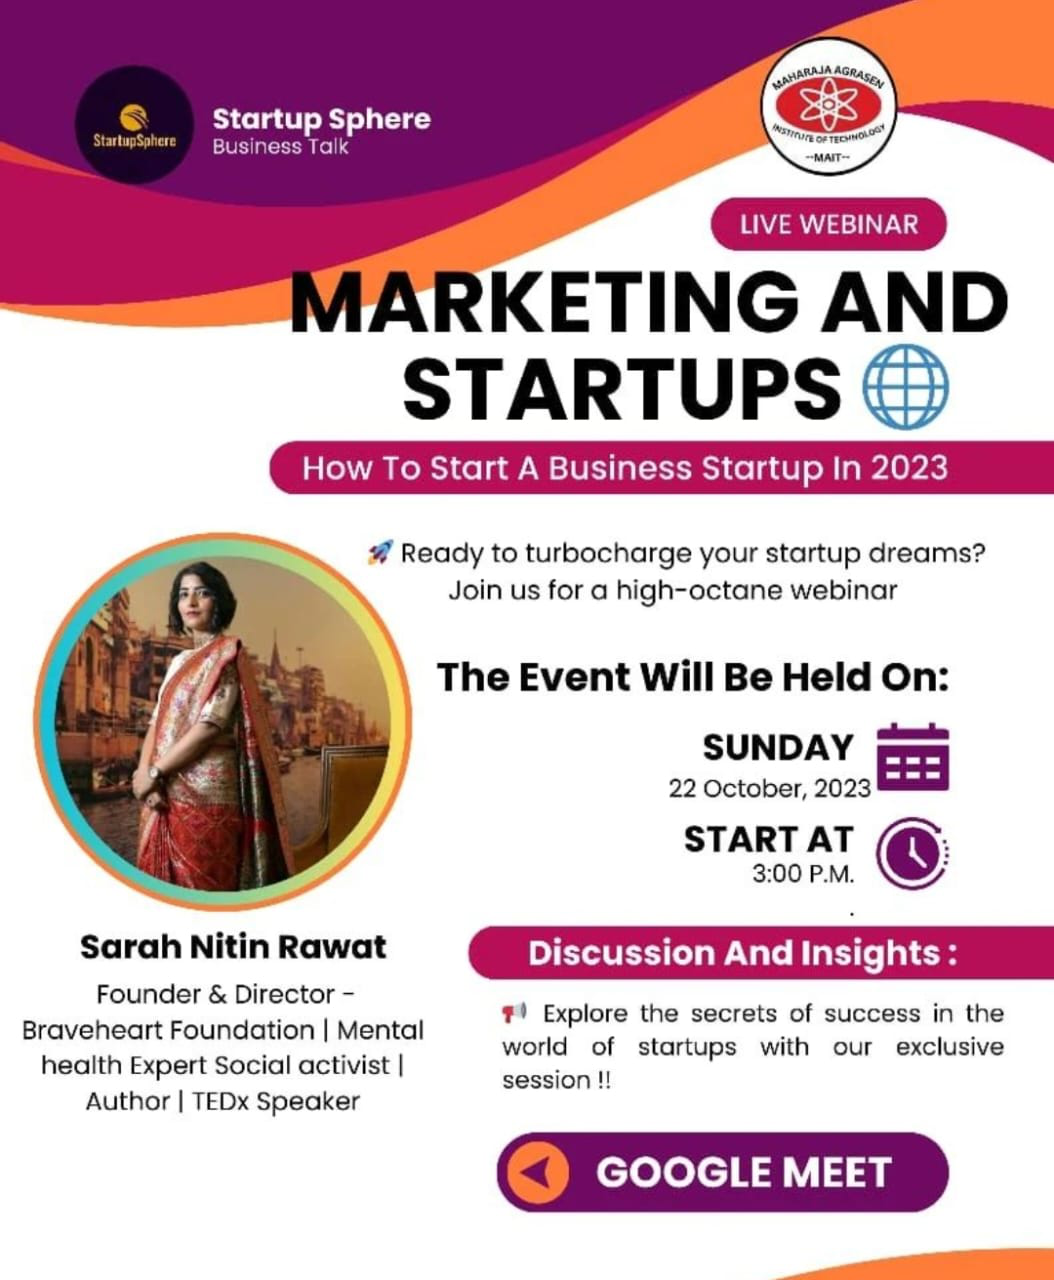 StartupSphere
Startup Sphere
Business Talk
MAHARAJA AGRASEN
INSTITUTE OF TECHNOLOGY
--MAIT--
LIVE WEBINAR
MARKETING AND
STARTUPS
How To Start A Business Startup In 2023
🚀 Ready to turbocharge your startup dreams?
Join us for a high-octane webinar
The Event Will Be Held On:
SUNDAY
22 October, 2023
START AT
3:00 P.M.
.
Sarah Nitin Rawat
Founder & Director -
Braveheart Foundation | Mental
health Expert Social activist |
Author | TEDx Speaker
Discussion And Insights :
📢 Explore the secrets of success in the
world of startups with our exclusive
session !!
GOOGLE MEET